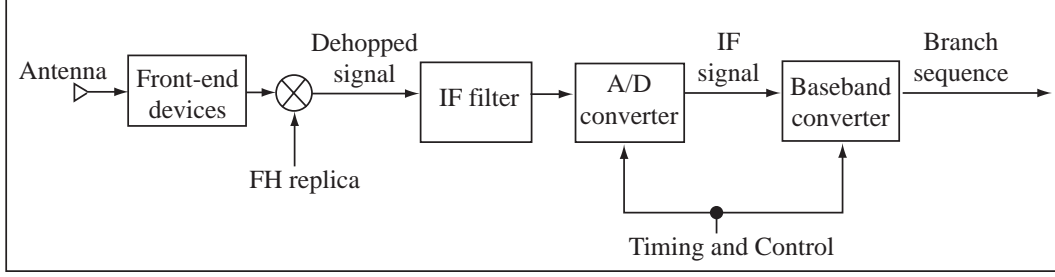 Antenna
Front-end
devices
Dehopped
signal
FH replica
IF filter
A/D
converter
IF
signal
Baseband
converter
Branch
sequence
Timing and Control